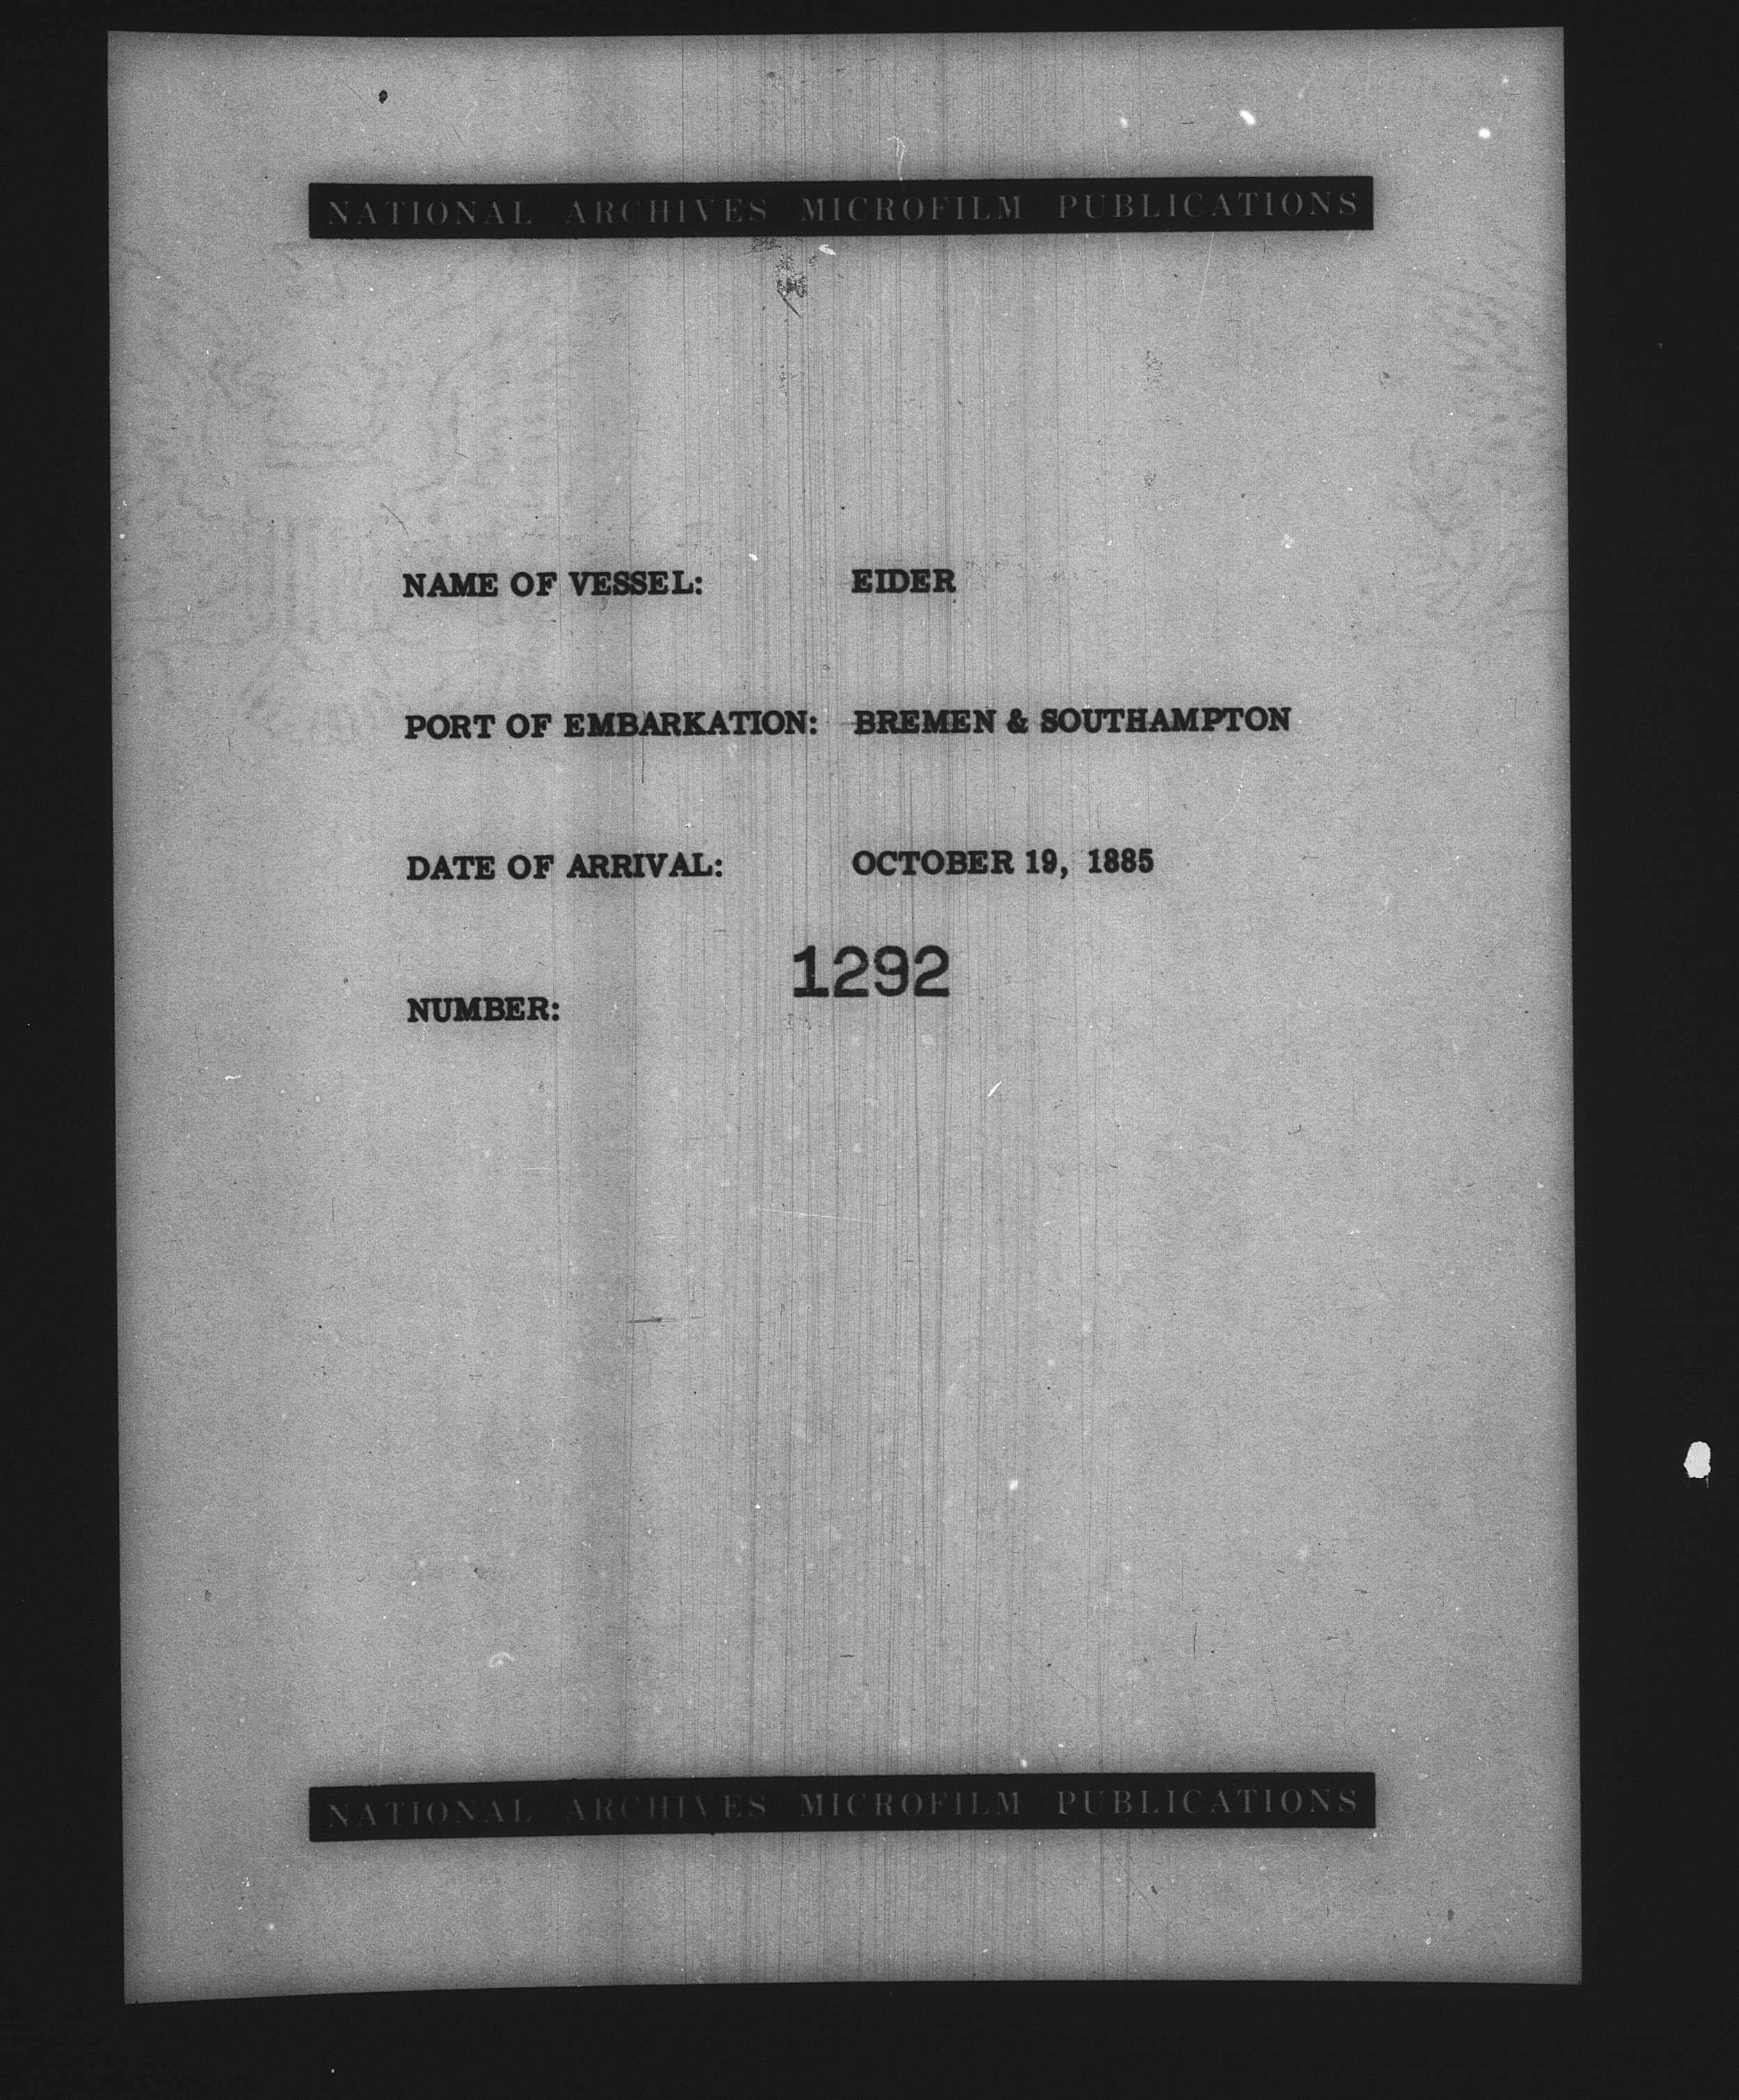 NATIONAL ARCHIVES MICROFILM PUBLICATIONS
NAME OF VESSEL: EIDER
PORT OF EMBARKATION: BREMEN & SOUTHAMPTON
DATE OF ARRIVAL: OCTOBER 19, 1885
NUMBER: 1292
NATIONAL ARCHIVES MICROFILM PUBLICATIONS